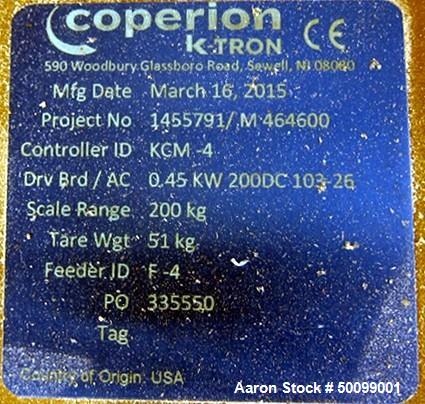 coperion
K-TRON CE
590 Woodbury Glassboro Road, Sewell, NJ 08080
Mfg Date March 16, 2015
Project No 1455791/ M 464600
Controller ID KCM -4
Drv Brd / AC 0.45 KW 200DC 103-26
Scale Range 200 kg
Tare Wgt 51 kg
Feeder ID F -4
PO 335550
Tag
Country of Origin: USA
Aaron Stock # 50099001